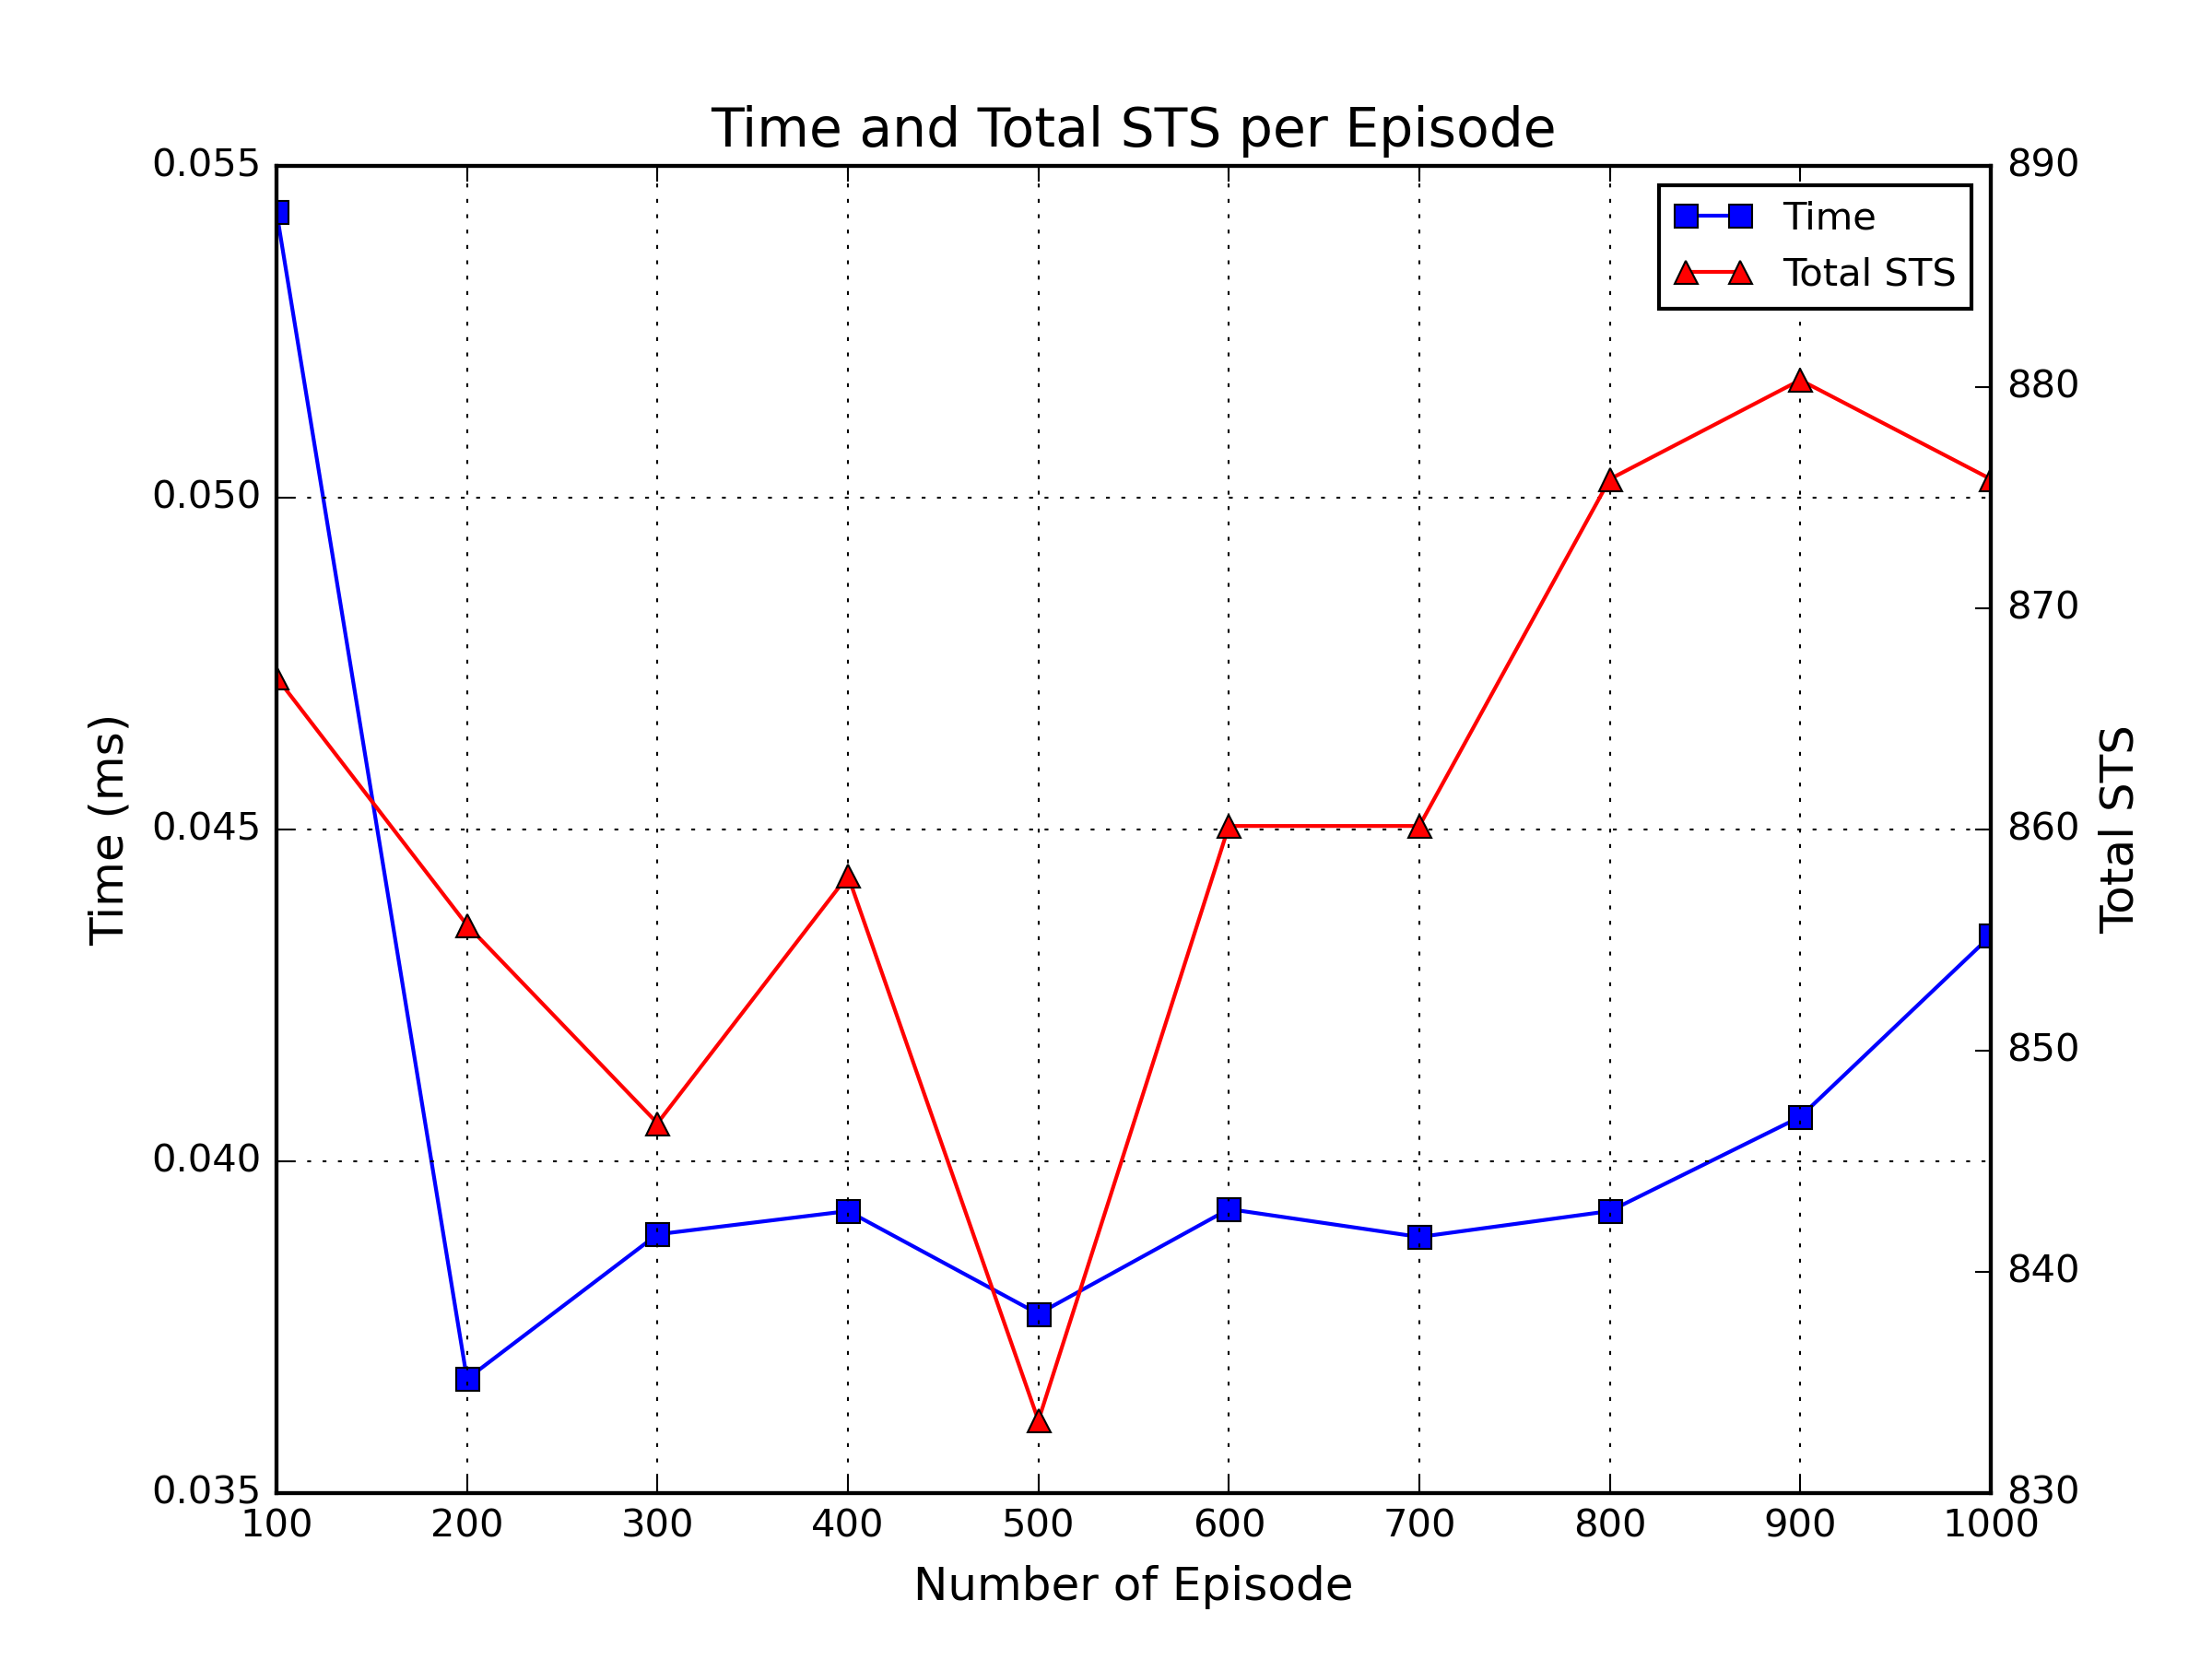 Time and Total STS per Episode
0.055
0.050
0.045
0.040
0.035
Time (ms)
890
880
870
860
850
840
830
Total STS
Time
Total STS
100 200 300 400 500 600 700 800 900 1000
Number of Episode